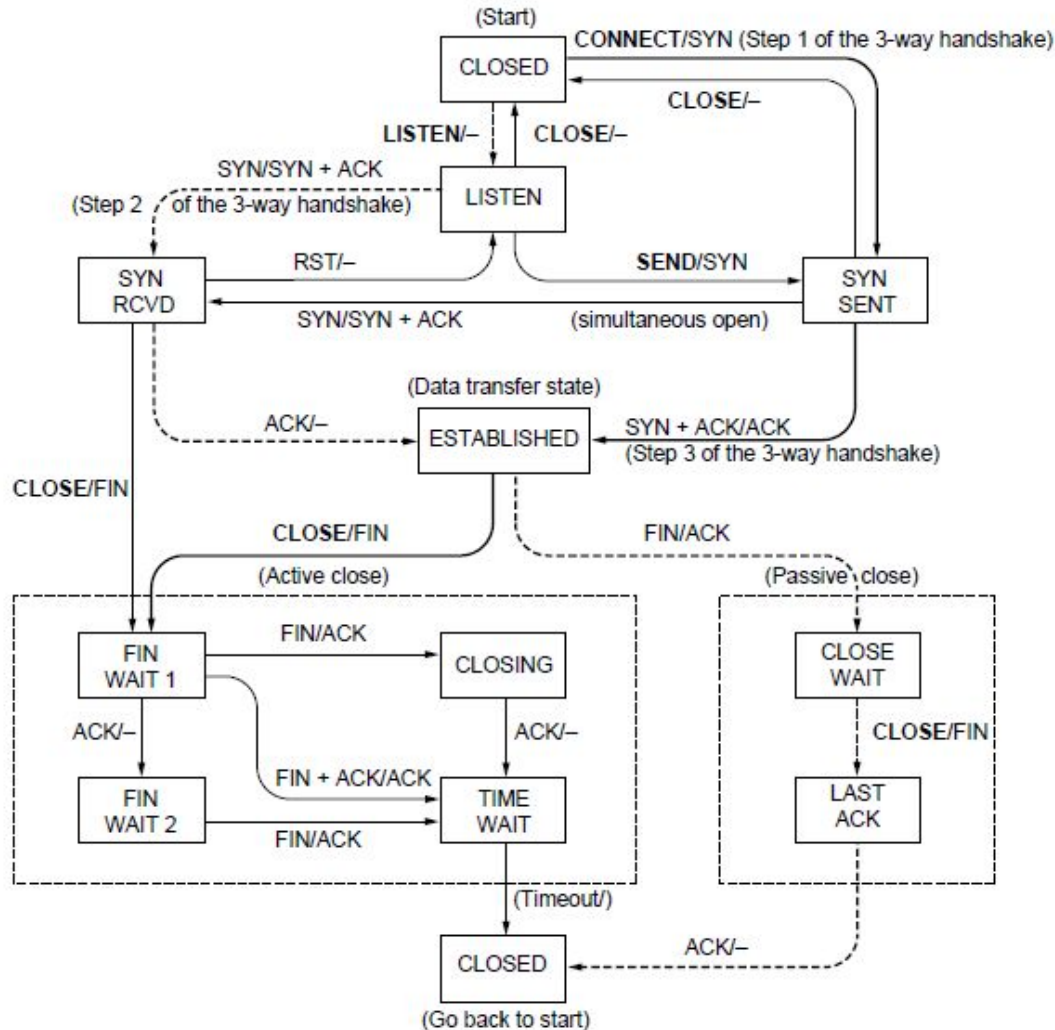 (Start)
CONNECT/SYN (Step 1 of the 3-way handshake)
CLOSED
CLOSE/–
LISTEN/–
CLOSE/–
SYN/SYN + ACK
(Step 2 of the 3-way handshake)
LISTEN
RST/–
SEND/SYN
SYN
RCVD
SYN
SENT
SYN/SYN + ACK
(simultaneous open)
(Data transfer state)
ACK/–
ESTABLISHED
SYN + ACK/ACK
(Step 3 of the 3-way handshake)
CLOSE/FIN
CLOSE/FIN
FIN/ACK
(Active close)
(Passive close)
FIN/ACK
FIN
WAIT 1
CLOSING
CLOSE
WAIT
ACK/–
ACK/–
CLOSE/FIN
FIN + ACK/ACK
FIN
WAIT 2
TIME
WAIT
LAST
ACK
FIN/ACK
(Timeout/)
ACK/–
CLOSED
(Go back to start)